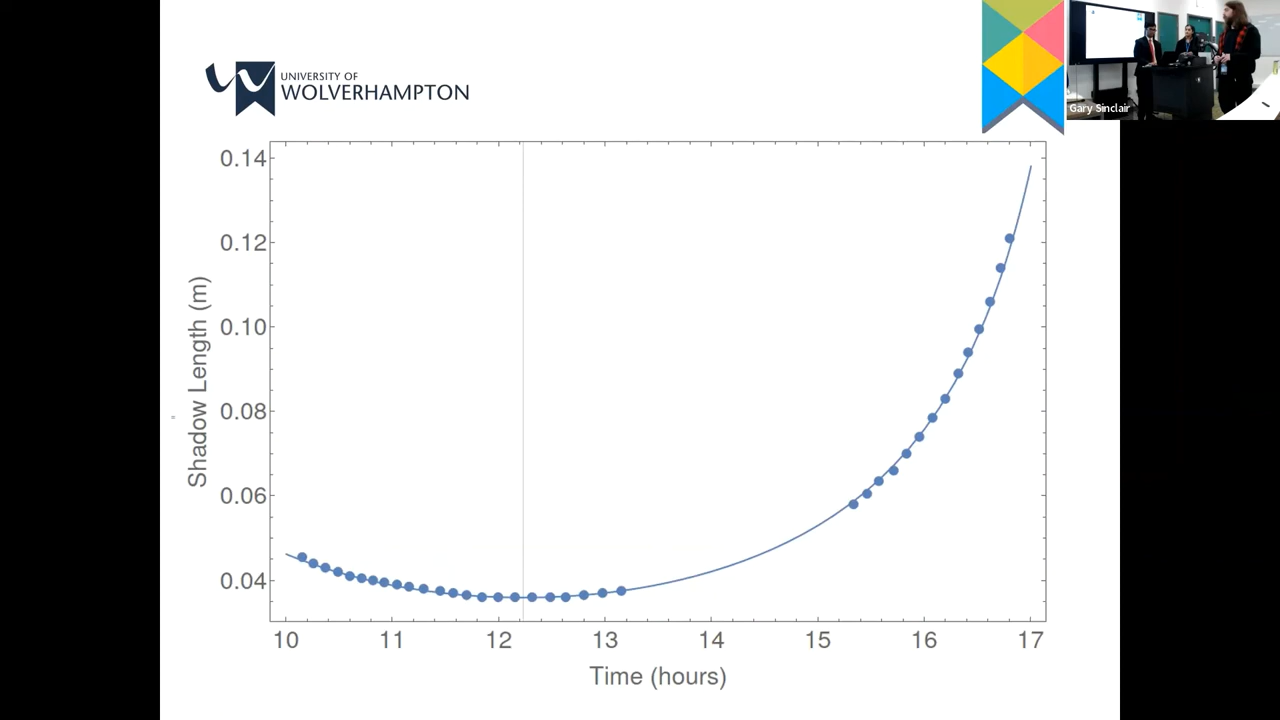 UNIVERSITY OF
WOLVERHAMPTON
Gary Sinclair
0.14
0.12
0.10
0.08
0.06
0.04
Shadow Length (m)
10 11 12 13 14 15 16 17
Time (hours)